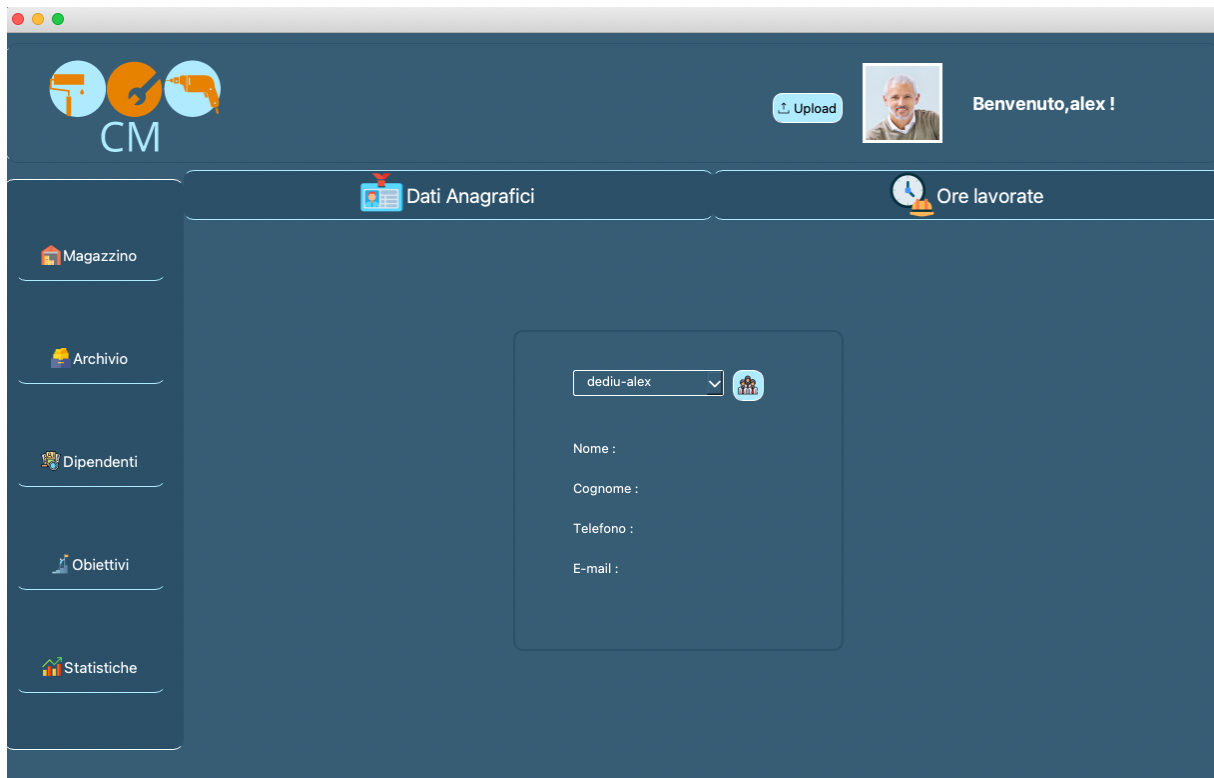 CM
Upload
Benvenuto,alex !
Dati Anagrafici
Ore lavorate
Magazzino
Archivio
Dipendenti
Obiettivi
Statistiche
dediu-alex
Nome :
Cognome :
Telefono :
E-mail :